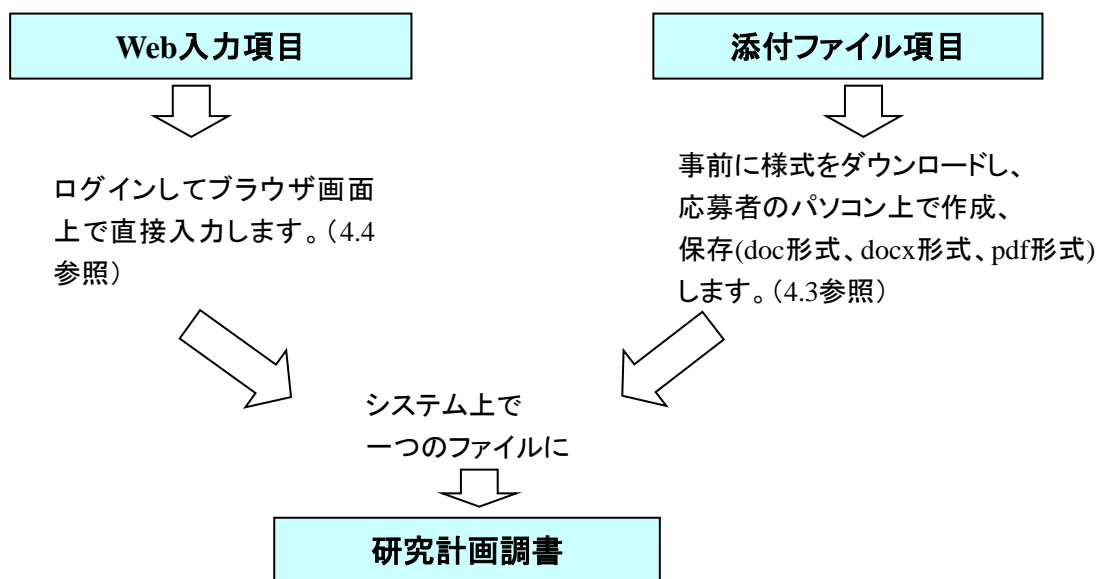 Web入力項目
添付ファイル項目
ログインしてブラウザ画面
上で直接入力します。（4.4
参照）
事前に様式をダウンロードし、
応募者のパソコン上で作成、
保存(doc形式、docx形式、pdf形式)
します。（4.3参照）
システム上で
一つのファイルに
研究計画調書